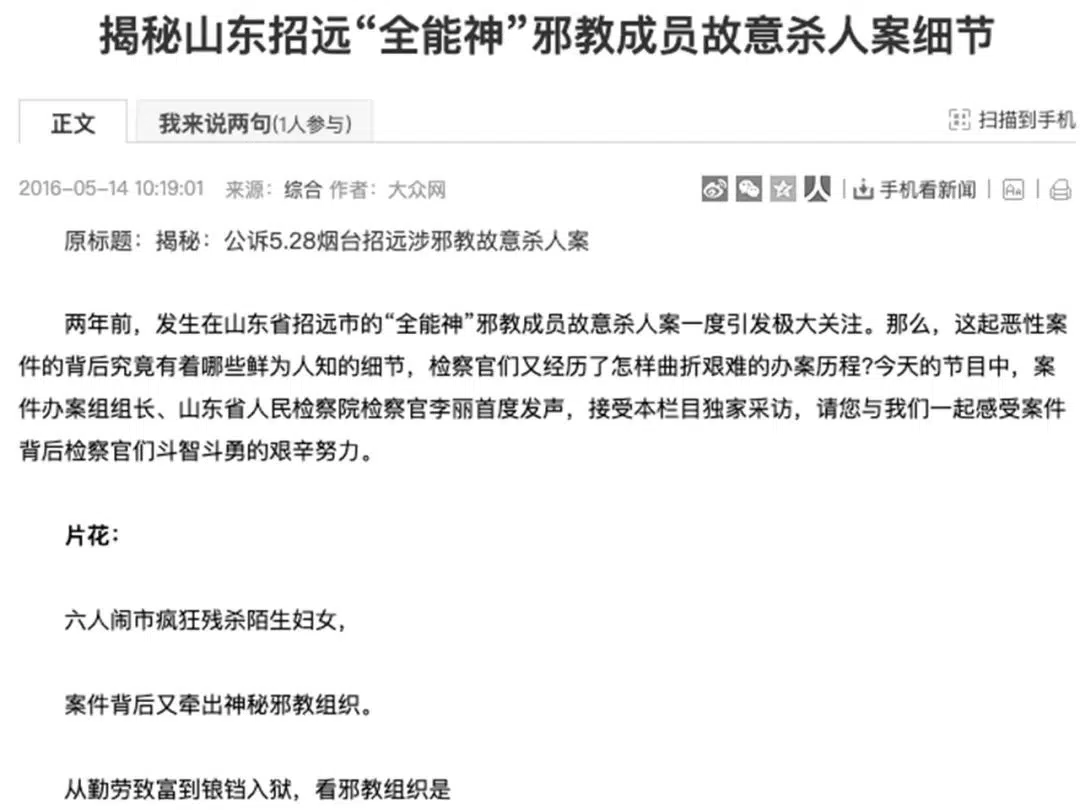 揭秘山东招远“全能神”邪教成员故意杀人案细节
正文
我来说两句(1人参与)
扫描到手机
2016-05-14 10:19:01 来源：综合 作者：大众网
手机看新闻
原标题：揭秘：公诉5.28烟台招远涉邪教故意杀人案
两年前，发生在山东省招远市的“全能神”邪教成员故意杀人案一度引发极大关注。那么，这起恶性案
件的背后究竟有着哪些鲜为人知的细节，检察官们又经历了怎样曲折艰难的办案历程?今天的节目中，案
件办案组组长、山东省人民检察院检察官李丽首度发声，接受本栏目独家采访，请您与我们一起感受案件
背后检察官们斗智斗勇的艰辛努力。
片花：
六人闹市疯狂残杀陌生妇女，
案件背后又牵出神秘邪教组织。
从勤劳致富到锒铛入狱，看邪教组织是